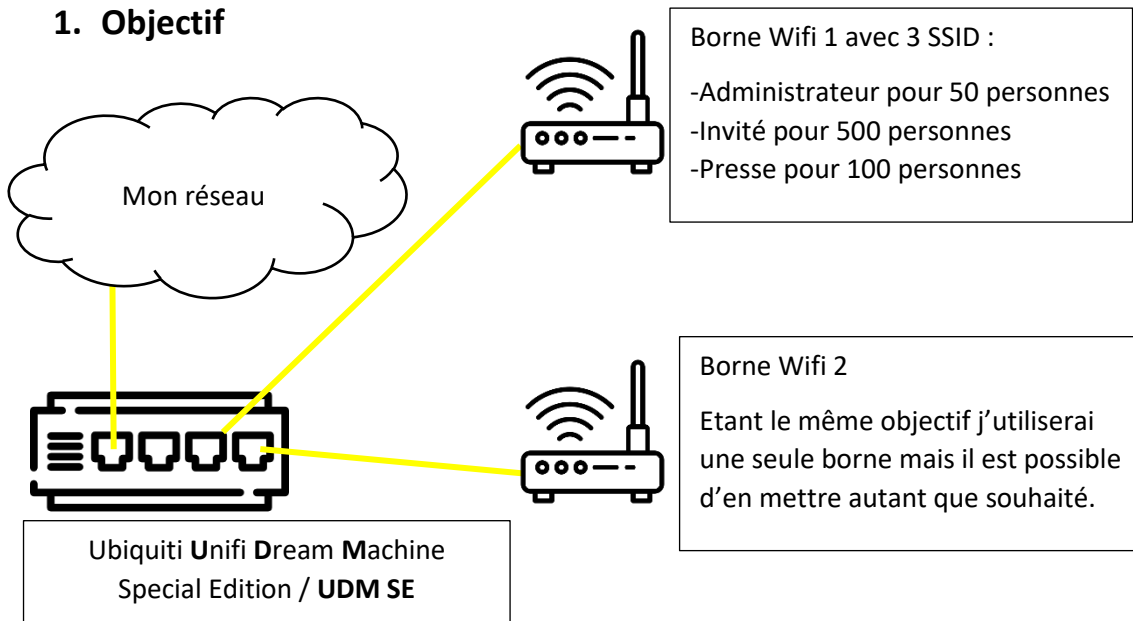 1. Objectif
Mon réseau
Borne Wifi 1 avec 3 SSID :
-Administrateur pour 50 personnes
-Invité pour 500 personnes
-Presse pour 100 personnes
Borne Wifi 2
Etant le même objectif j’utiliserai
une seule borne mais il est possible
d’en mettre autant que souhaité.
Ubiquiti Unifi Dream Machine
Special Edition / UDM SE